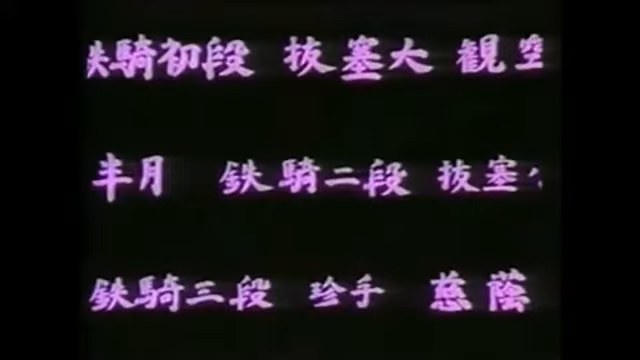 鉄騎初段 抜塞大 観空
半月 鉄騎二段 抜塞
鉄騎三段 珍手 慈蔭